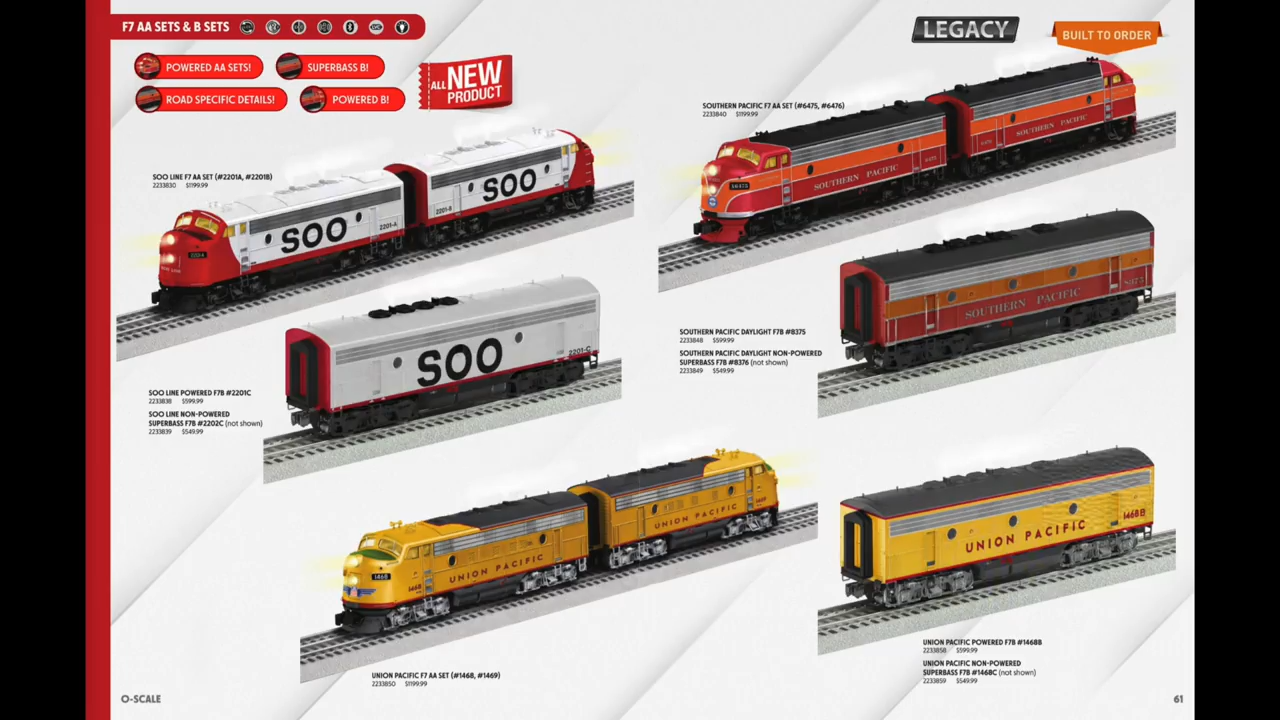 F7 AA SETS & B SETS
LEGACY
BUILT TO ORDER
POWERED AA SETS!
SUPERBASS B!
ROAD SPECIFIC DETAILS!
POWERED B!
ALL NEW
PRODUCT
SOO LINE F7 AA SET (#2201A, #2201B)
2233830 $1199.99
SOO
2201-A
SOO
2201-B
SOUTHERN PACIFIC F7 AA SET (#6475, #6476)
2233840 $1199.99
SOUTHERN PACIFIC
SOUTHERN PACIFIC
SOO
2201-C
SOO LINE POWERED F7B #2201C
2233838 $599.99
SOO LINE NON-POWERED
SUPERBASS F7B #2202C (not shown)
2233839 $549.99
SOUTHERN PACIFIC
8375
SOUTHERN PACIFIC DAYLIGHT F7B #8375
2233848 $599.99
SOUTHERN PACIFIC DAYLIGHT NON-POWERED
SUPERBASS F7B #8376 (not shown)
2233849 $549.99
UNION PACIFIC
1468
UNION PACIFIC
1469
UNION PACIFIC F7 AA SET (#1468, #1469)
2233850 $1199.99
UNION PACIFIC
1468B
UNION PACIFIC POWERED F7B #1468B
2233858 $599.99
UNION PACIFIC NON-POWERED
SUPERBASS F7B #1468C (not shown)
2233859 $549.99
O-SCALE
61